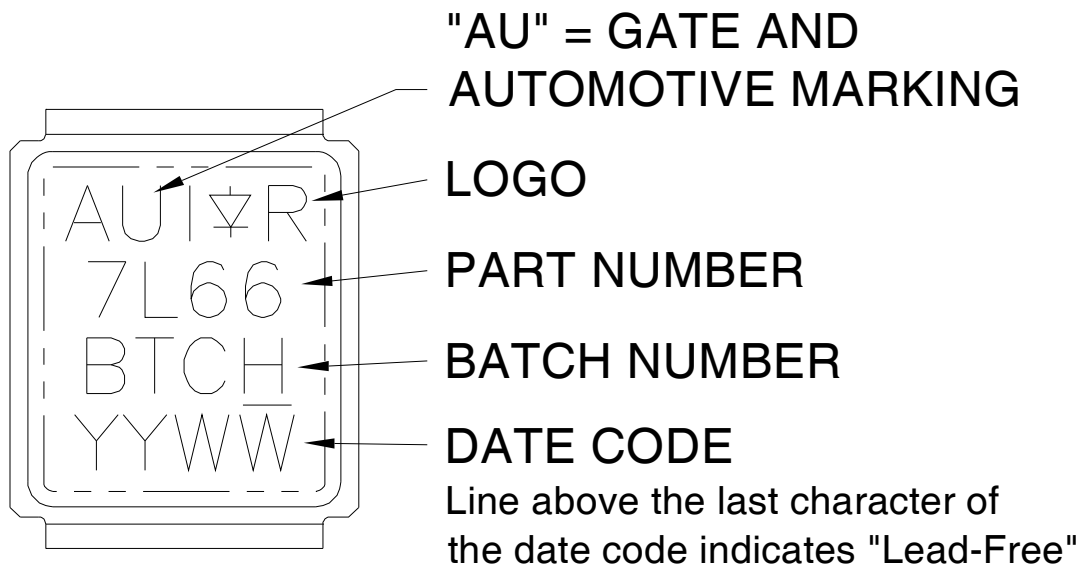 "AU" = GATE AND
AUTOMOTIVE MARKING
AUI R
LOGO
7L66
PART NUMBER
BTCH
BATCH NUMBER
YYWW
DATE CODE
Line above the last character of
the date code indicates "Lead-Free"